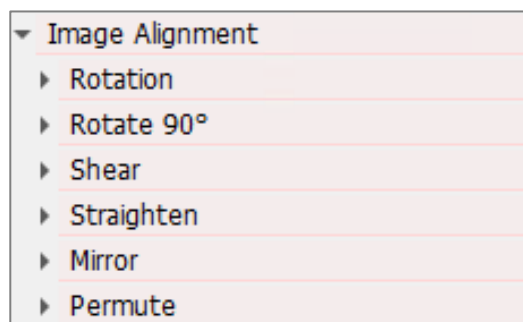 Image Alignment
Rotation
Rotate 90°
Shear
Straighten
Mirror
Permute